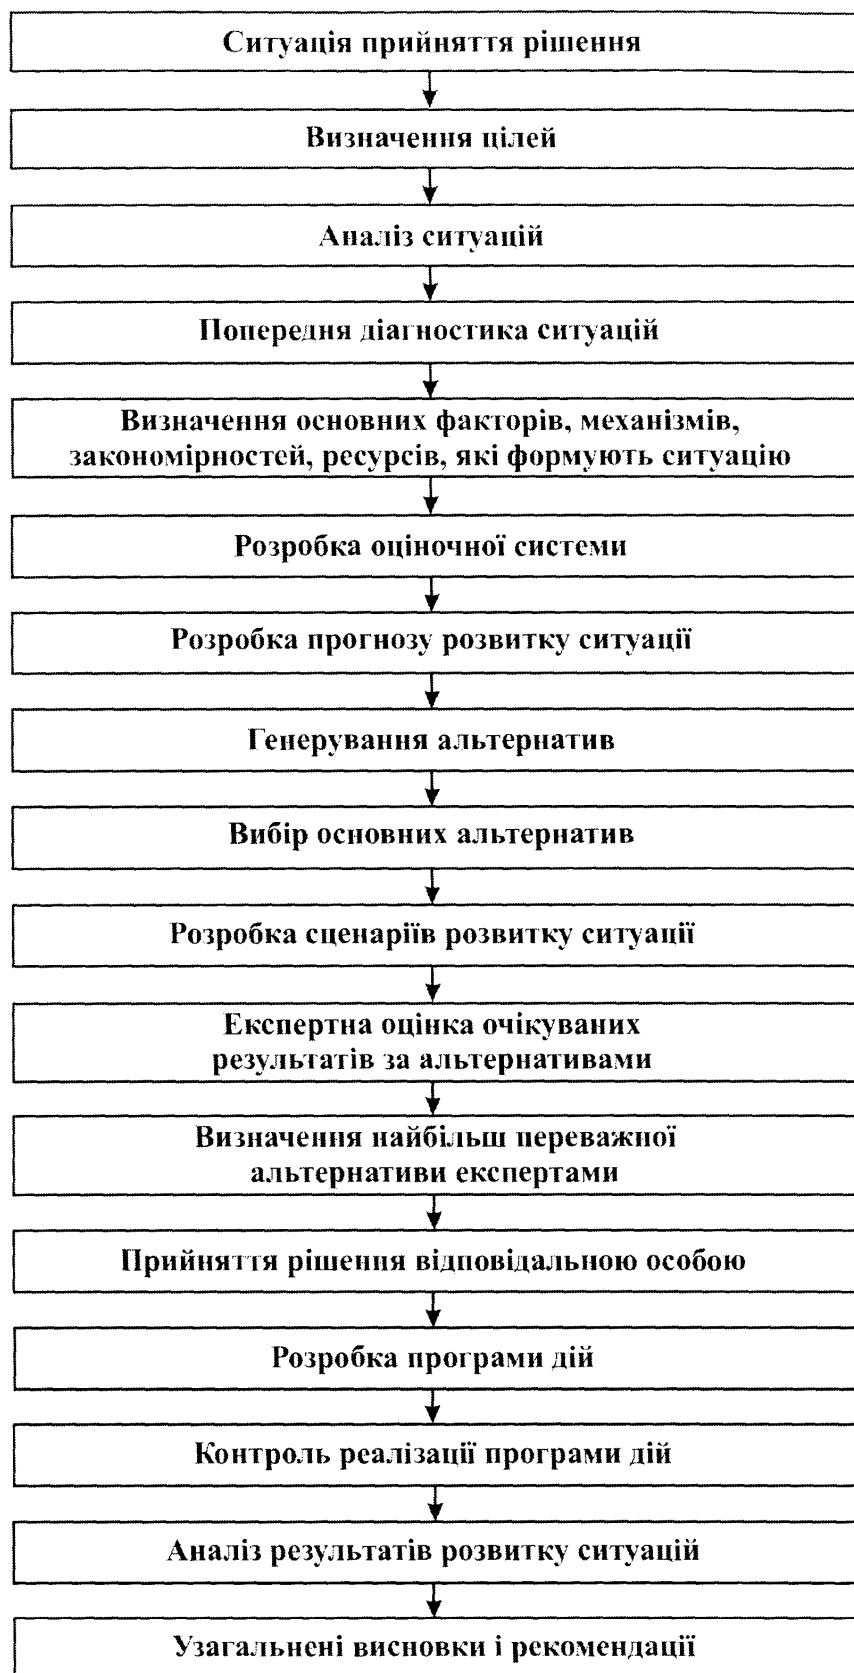 Ситуація прийняття рішення
Визначення цілей
Аналіз ситуацій
Попередня діагностика ситуацій
Визначення основних факторів, механізмів,
закономірностей, ресурсів, які формують ситуацію
Розробка оціночної системи
Розробка прогнозу розвитку ситуації
Генерування альтернатив
Вибір основних альтернатив
Розробка сценаріїв розвитку ситуації
Експертна оцінка очікуваних
результатів за альтернативами
Визначення найбільш переважної
альтернативи експертами
Прийняття рішення відповідальною особою
Розробка програми дій
Контроль реалізації програми дій
Аналіз результатів розвитку ситуацій
Узагальнені висновки і рекомендації